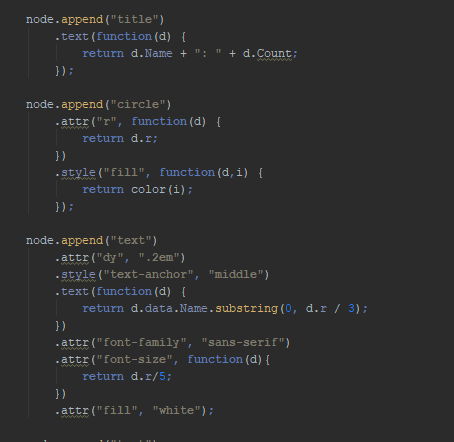 node.append("title")
    .text(function(d) {
        return d.Name + ": " + d.Count;
    });

node.append("circle")
    .attr("r", function(d) {
        return d.r;
    })
    .style("fill", function(d,i) {
        return color(i);
    });

node.append("text")
    .attr("dy", ".2em")
    .style("text-anchor", "middle")
    .text(function(d) {
        return d.data.Name.substring(0, d.r / 3);
    })
    .attr("font-family", "sans-serif")
    .attr("font-size", function(d){
        return d.r/5;
    })
    .attr("fill", "white");